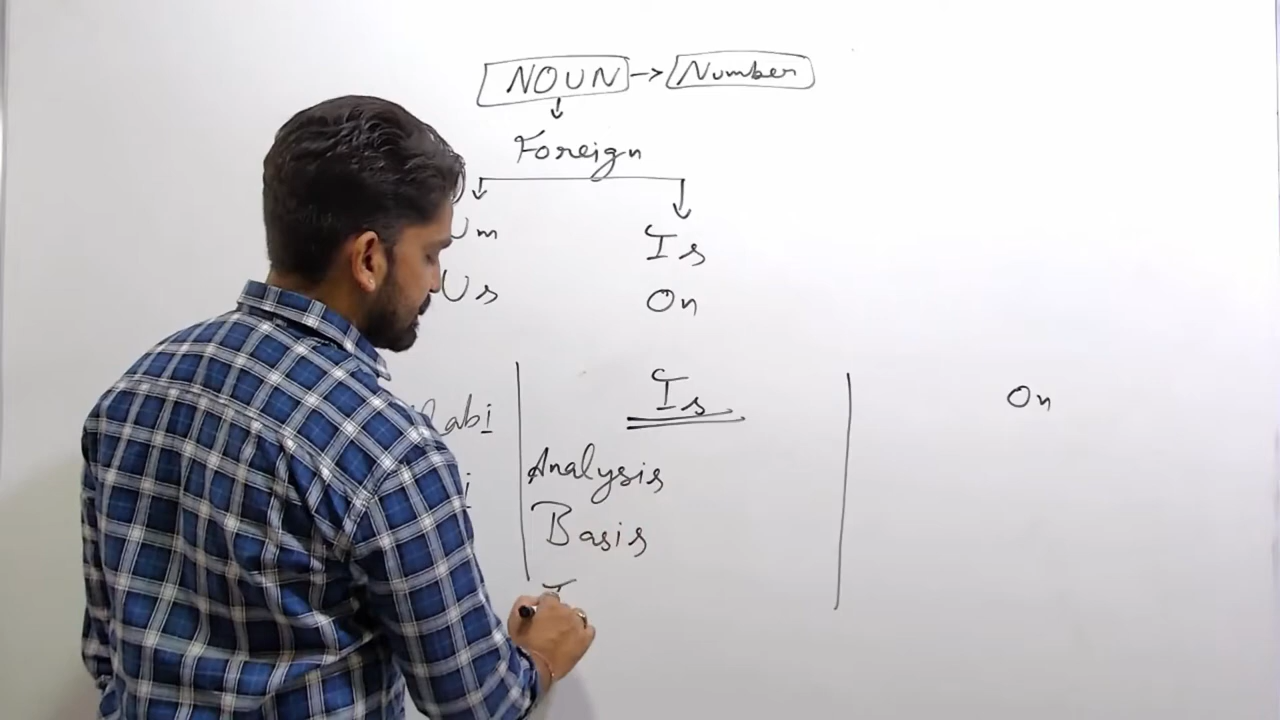 NOUN → Number
Foreign
Um Is
Us On
Is On
Analysis
Basis